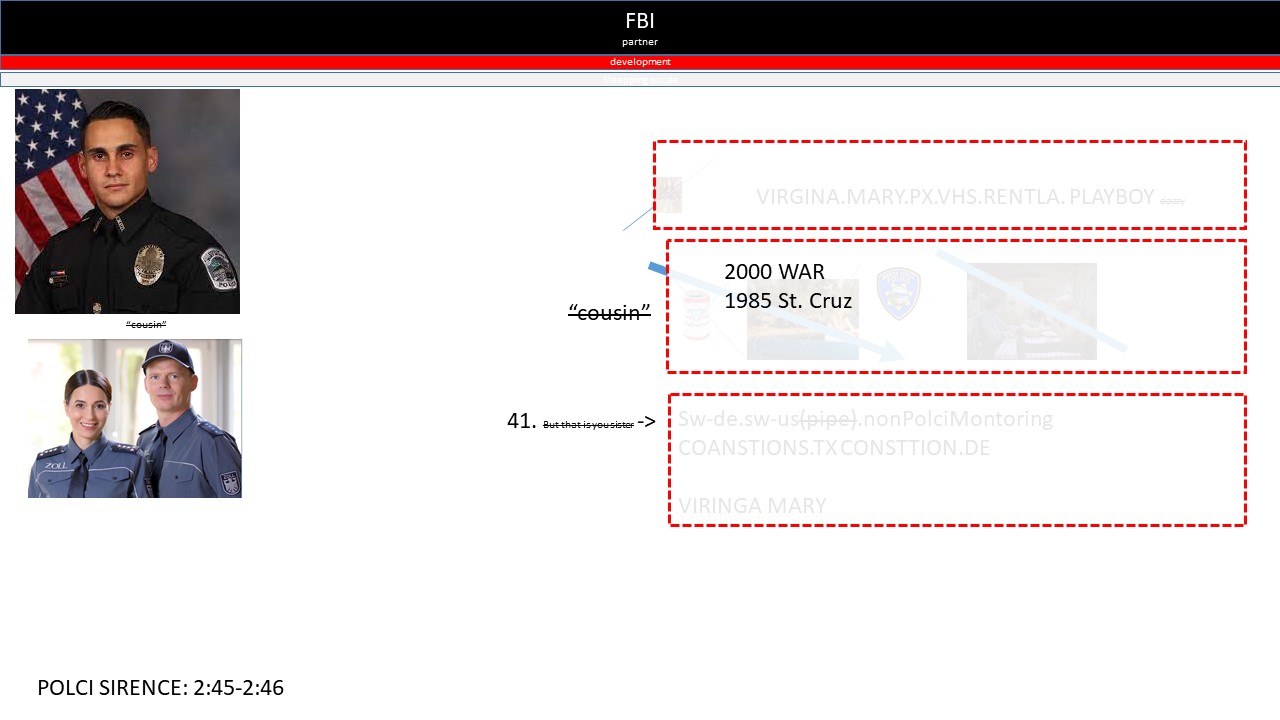 FBI
partner
development
VIRGINA.MARY.PX.VHS.RENTLA. PLAYBOY
2000 WAR
1985 St. Cruz
“cousin”
“cousin”
ZOLL
41. But that is you sister ->
Sw-de.sw-us(pipe).nonPolciMontoring
COANSTIONS.TX CONSTTION.DE
VIRINGA MARY
POLCI SIRENCE: 2:45-2:46